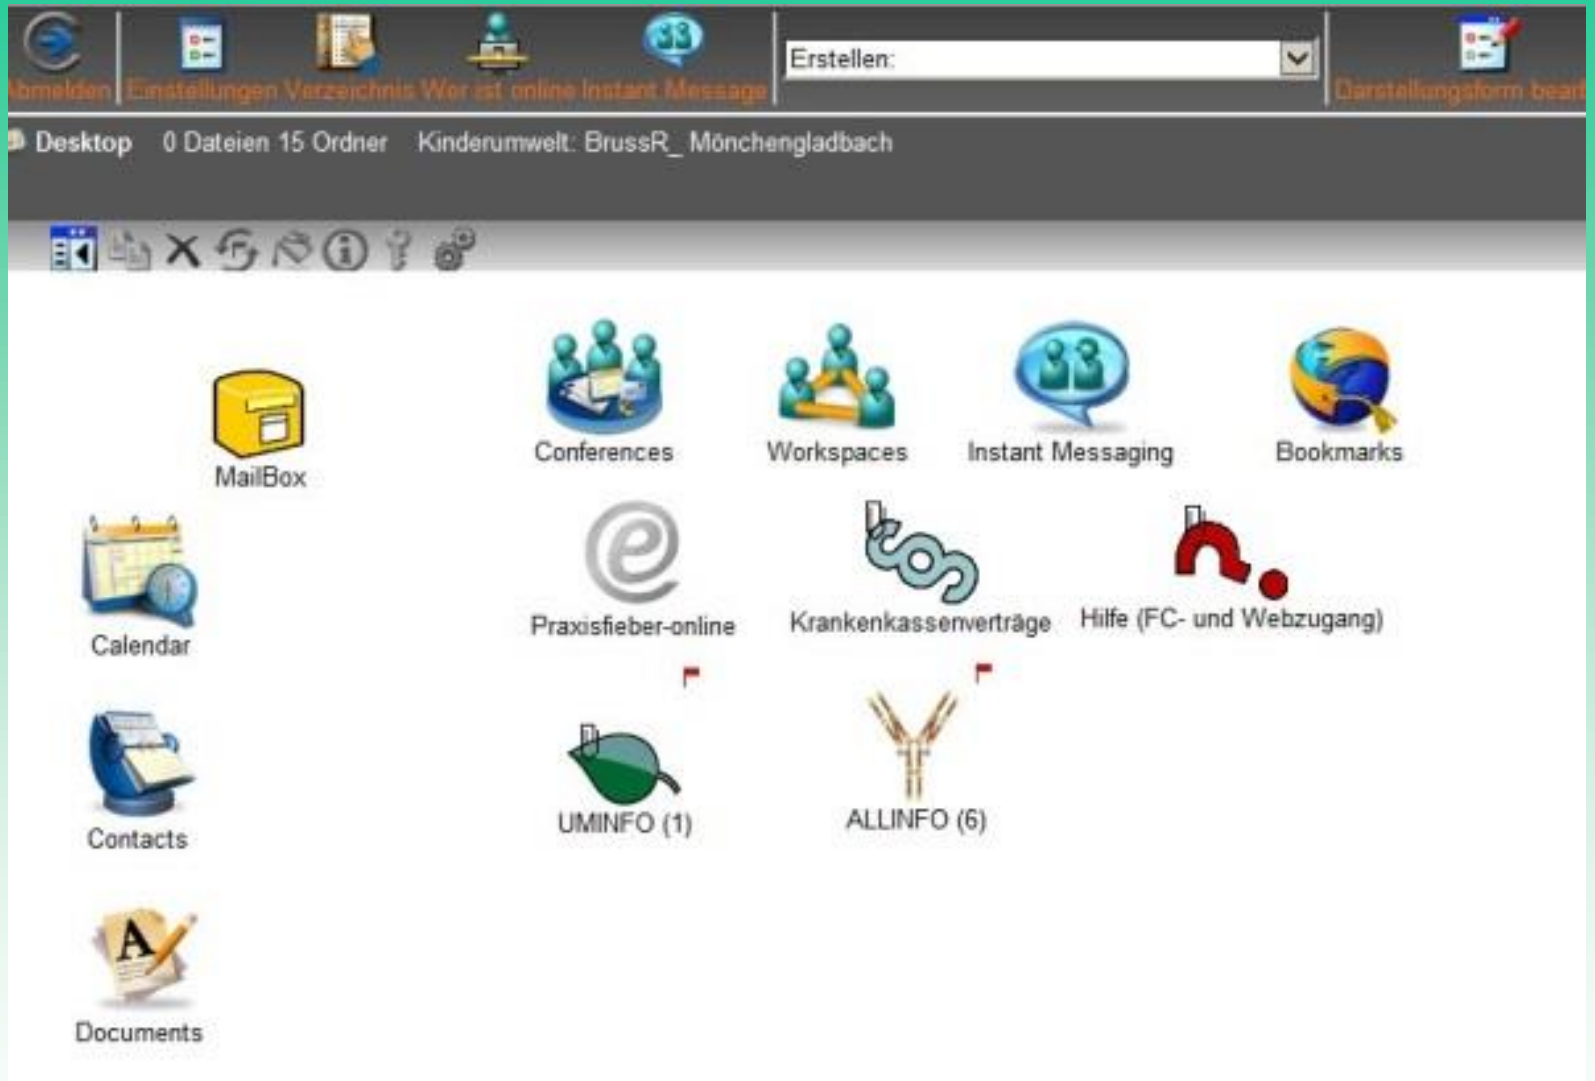 Abmelden Einstellungen Verzeichnis Wer ist online Instant Message Erstellen: Darstellungsform bearb
Desktop 0 Dateien 15 Ordner Kinderumwelt: BrussR_ Mönchengladbach
MailBox
Conferences Workspaces Instant Messaging Bookmarks
Calendar
Praxisfieber-online Krankenkassenverträge Hilfe (FC- und Webzugang)
Contacts
UMINFO (1) ALLINFO (6)
Documents